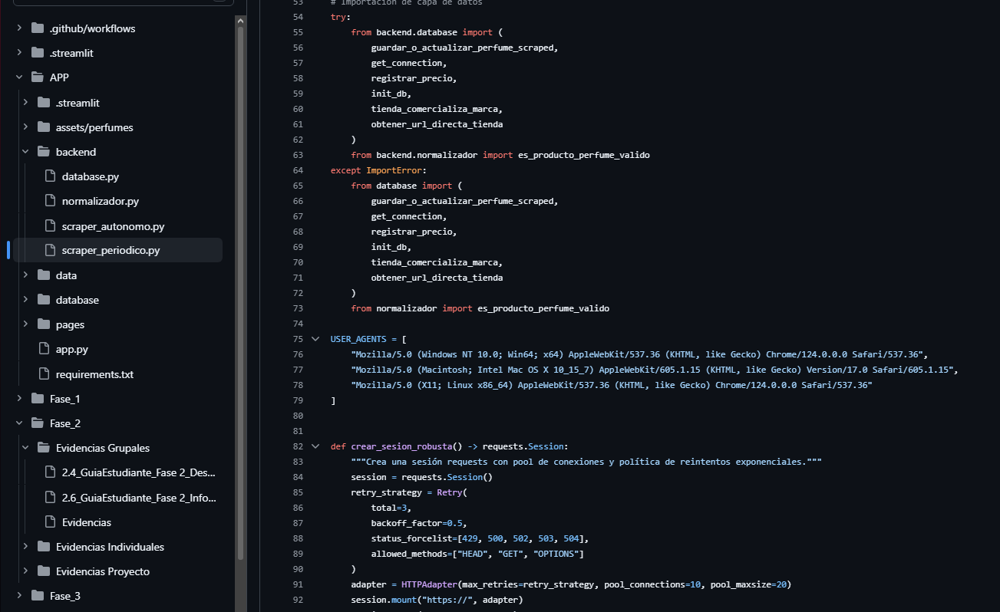 .github/workflows
.streamlit
APP
.streamlit
assets/perfumes
backend
database.py
normalizador.py
scraper_autonomo.py
scraper_periodico.py
data
database
pages
app.py
requirements.txt
Fase_1
Fase_2
Evidencias Grupales
2.4_GuiaEstudiante_Fase 2_Des...
2.6_GuiaEstudiante_Fase 2_Info...
Evidencias
Evidencias Individuales
Evidencias Proyecto
Fase_3
53 # Importación de capa de datos
54 try:
55     from backend.database import (
56         guardar_o_actualizar_perfume_scraped,
57         get_connection,
58         registrar_precio,
59         init_db,
60         tienda_comercializa_marca,
61         obtener_url_directa_tienda
62     )
63     from backend.normalizador import es_producto_perfume_valido
64 except ImportError:
65     from database import (
66         guardar_o_actualizar_perfume_scraped,
67         get_connection,
68         registrar_precio,
69         init_db,
70         tienda_comercializa_marca,
71         obtener_url_directa_tienda
72     )
73     from normalizador import es_producto_perfume_valido
74
75 USER_AGENTS = [
76     "Mozilla/5.0 (Windows NT 10.0; Win64; x64) AppleWebKit/537.36 (KHTML, like Gecko) Chrome/124.0.0.0 Safari/537.36",
77     "Mozilla/5.0 (Macintosh; Intel Mac OS X 10_15_7) AppleWebKit/605.1.15 (KHTML, like Gecko) Version/17.0 Safari/605.1.15",
78     "Mozilla/5.0 (X11; Linux x86_64) AppleWebKit/537.36 (KHTML, like Gecko) Chrome/124.0.0.0 Safari/537.36"
79 ]
80
81
82 def crear_sesion_robusta() -> requests.Session:
83     """Crea una sesión requests con pool de conexiones y política de reintentos exponenciales."""
84     session = requests.Session()
85     retry_strategy = Retry(
86         total=3,
87         backoff_factor=0.5,
88         status_forcelist=[429, 500, 502, 503, 504],
89         allowed_methods=["HEAD", "GET", "OPTIONS"]
90     )
91     adapter = HTTPAdapter(max_retries=retry_strategy, pool_connections=10, pool_maxsize=20)
92     session.mount("https://", adapter)